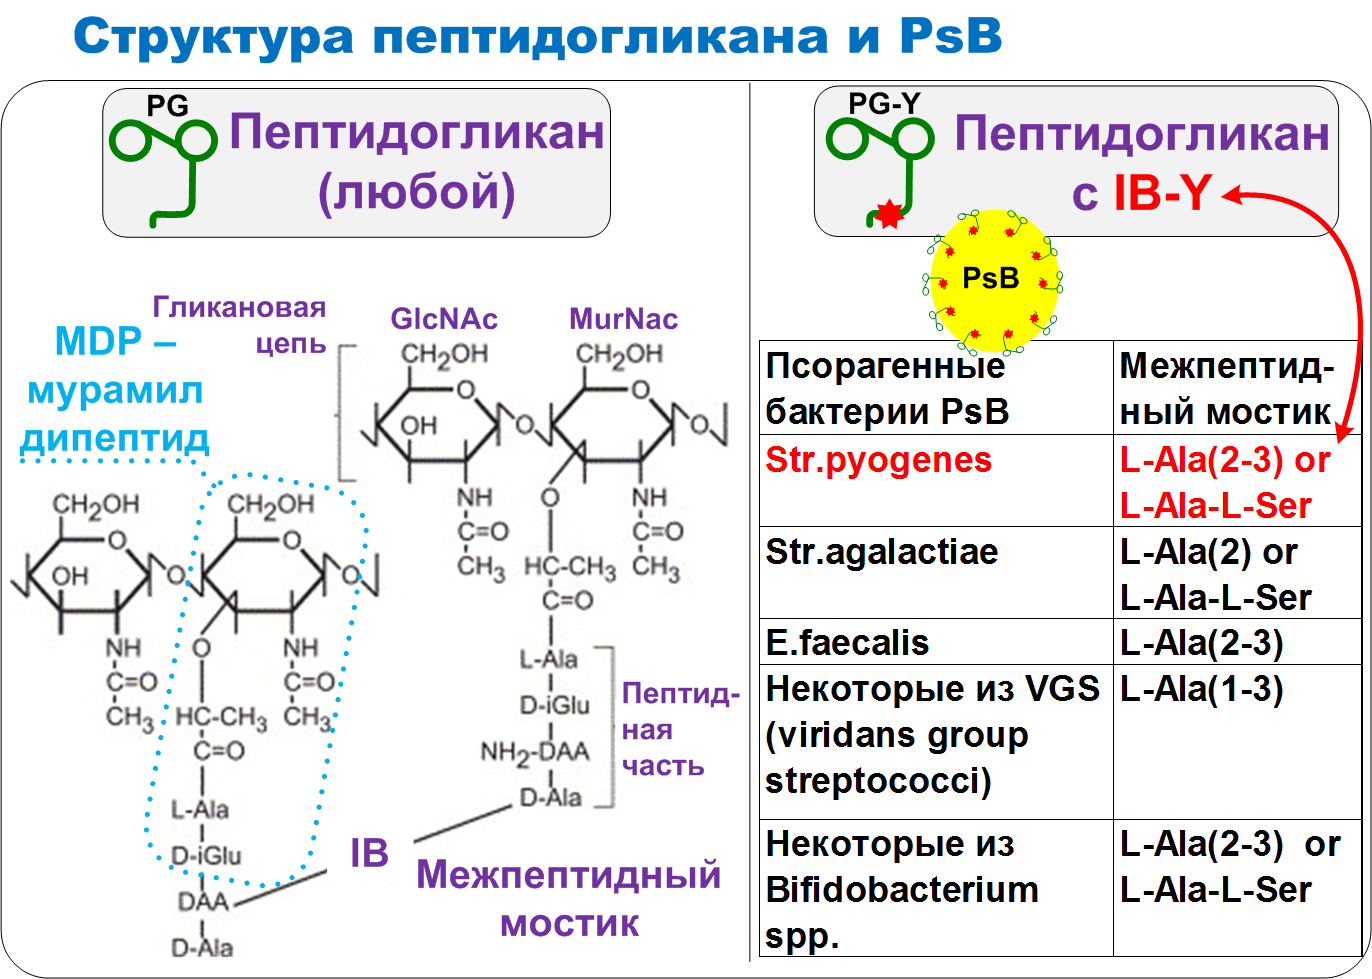 Структура пептидогликана и PsB
PG
Пептидогликан
(любой)
PG-Y
Пептидогликан
с IB-Y
PsB
Гликановая
цепь
MDP –
мурамил
дипептид
GlcNAc
MurNac
CH2OH
CH2OH
O
O
O
O
OH
NH
O
NH
C=O
C=O
CH3
HC-CH3
CH3
C=O
L-Ala
D-iGlu
NH2-DAA
D-Ala
Пептид-
ная
часть
CH2OH
CH2OH
O
O
O
O
OH
NH
O
NH
C=O
C=O
CH3
HC-CH3
CH3
C=O
L-Ala
D-iGlu
DAA
D-Ala
IB
Межпептидный
мостик
Псорагенные
бактерии PsB
Межпептид-
ный мостик
Str.pyogenes
L-Ala(2-3) or
L-Ala-L-Ser
Str.agalactiae
L-Ala(2) or
L-Ala-L-Ser
E.faecalis
L-Ala(2-3)
Некоторые из VGS
(viridans group
streptococci)
L-Ala(1-3)
Некоторые из
Bifidobacterium
spp.
L-Ala(2-3) or
L-Ala-L-Ser